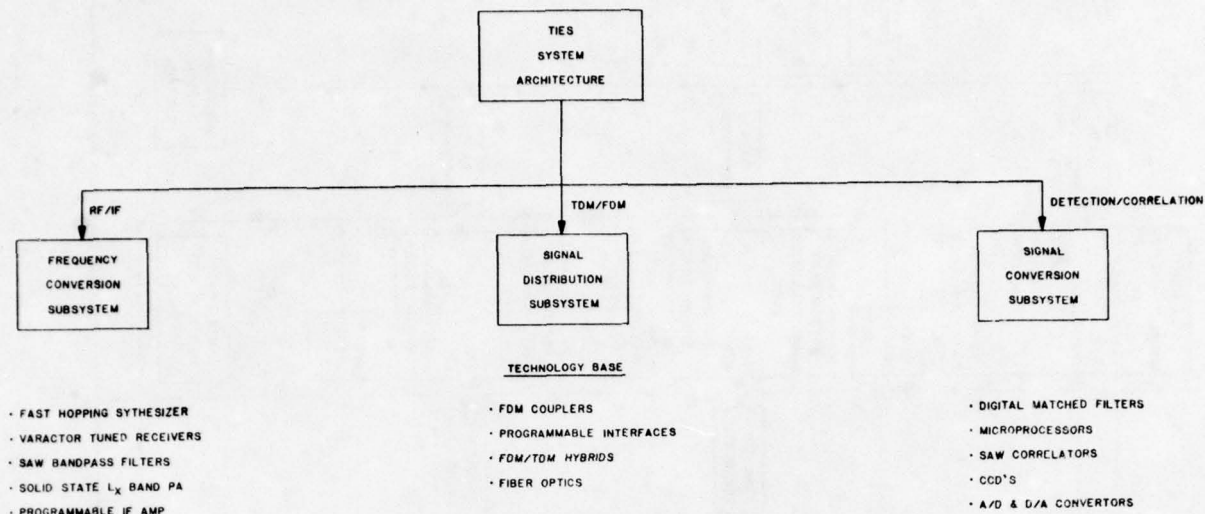 TIES
SYSTEM
ARCHITECTURE
RF/IF
TDM/FDM
DETECTION/CORRELATION
FREQUENCY
CONVERSION
SUBSYSTEM
SIGNAL
DISTRIBUTION
SUBSYSTEM
SIGNAL
CONVERSION
SUBSYSTEM
TECHNOLOGY BASE
· FAST HOPPING SYTHESIZER
· VARACTOR TUNED RECEIVERS
· SAW BANDPASS FILTERS
· SOLID STATE Lx BAND PA
· PROGRAMMABLE IF AMP
· FDM COUPLERS
· PROGRAMMABLE INTERFACES
· FDM/TDM HYBRIDS
· FIBER OPTICS
· DIGITAL MATCHED FILTERS
· MICROPROCESSORS
· SAW CORRELATORS
· CCD'S
· A/D & D/A CONVERTORS